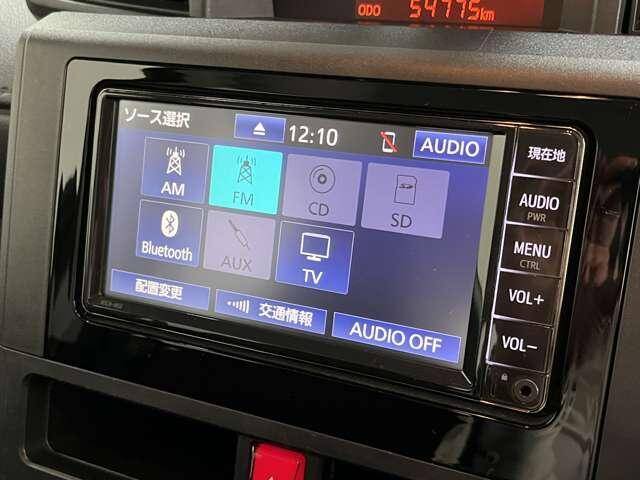 ODO 54775km
ソース選択
12:10
AUDIO
現在地
AM
FM
CD
SD
AUDIO
PWR
Bluetooth
AUX
TV
MENU
CTRL
配置変更
交通情報
AUDIO OFF
VOL+
VOL-